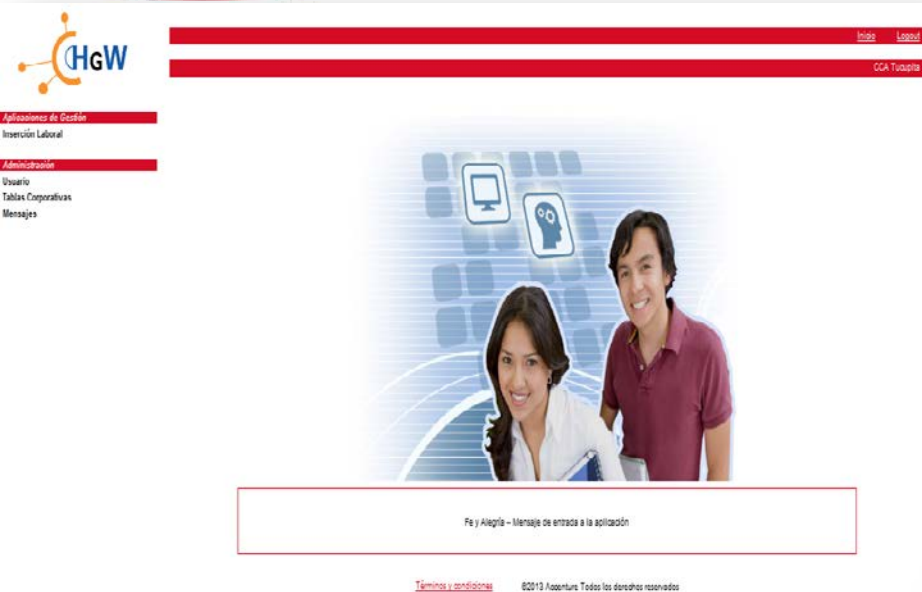 HGW
Inicio Logout
CCA Tucupita
Aplicaciones de Gestión
Inserción Laboral
Administración
Usuario
Tablas Corporativas
Mensajes
Fe y Alegría – Mensaje de entrada a la aplicación
Términos y condiciones ©2013 Accenture Todos los derechos reservados